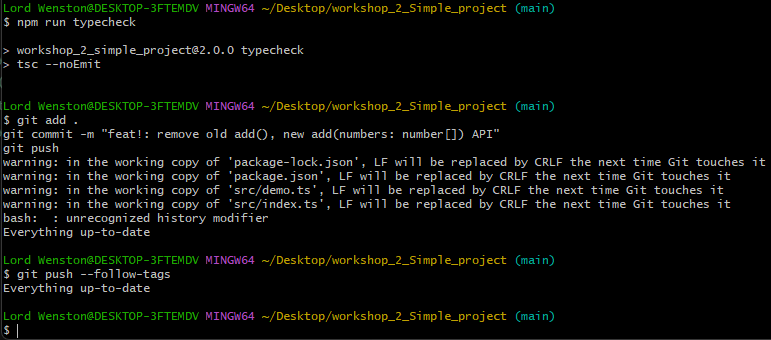 Lord Wenston@DESKTOP-3FTEMDV MINGW64 ~/Desktop/workshop_2_Simple_project (main)
$ npm run typecheck

> workshop_2_simple_project@2.0.0 typecheck
> tsc --noEmit

Lord Wenston@DESKTOP-3FTEMDV MINGW64 ~/Desktop/workshop_2_Simple_project (main)
$ git add .
git commit -m "feat!: remove old add(), new add(numbers: number[]) API"
git push
warning: in the working copy of 'package-lock.json', LF will be replaced by CRLF the next time Git touches it
warning: in the working copy of 'package.json', LF will be replaced by CRLF the next time Git touches it
warning: in the working copy of 'src/demo.ts', LF will be replaced by CRLF the next time Git touches it
warning: in the working copy of 'src/index.ts', LF will be replaced by CRLF the next time Git touches it
bash:  : unrecognized history modifier
Everything up-to-date

Lord Wenston@DESKTOP-3FTEMDV MINGW64 ~/Desktop/workshop_2_Simple_project (main)
$ git push --follow-tags
Everything up-to-date

Lord Wenston@DESKTOP-3FTEMDV MINGW64 ~/Desktop/workshop_2_Simple_project (main)
$